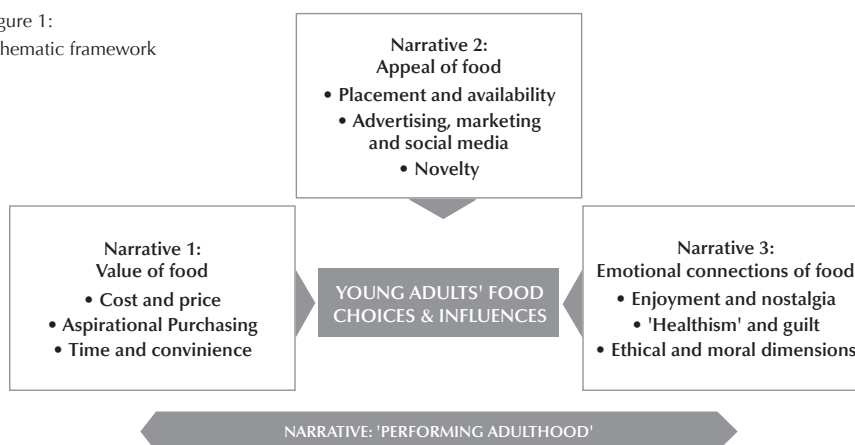 gure 1:
hematic framework
Narrative 2:
Appeal of food
• Placement and availability
• Advertising, marketing
and social media
• Novelty
Narrative 1:
Value of food
• Cost and price
• Aspirational Purchasing
• Time and convinience
YOUNG ADULTS' FOOD
CHOICES & INFLUENCES
Narrative 3:
Emotional connections of food
• Enjoyment and nostalgia
• 'Healthism' and guilt
• Ethical and moral dimensions
NARRATIVE: 'PERFORMING ADULTHOOD'